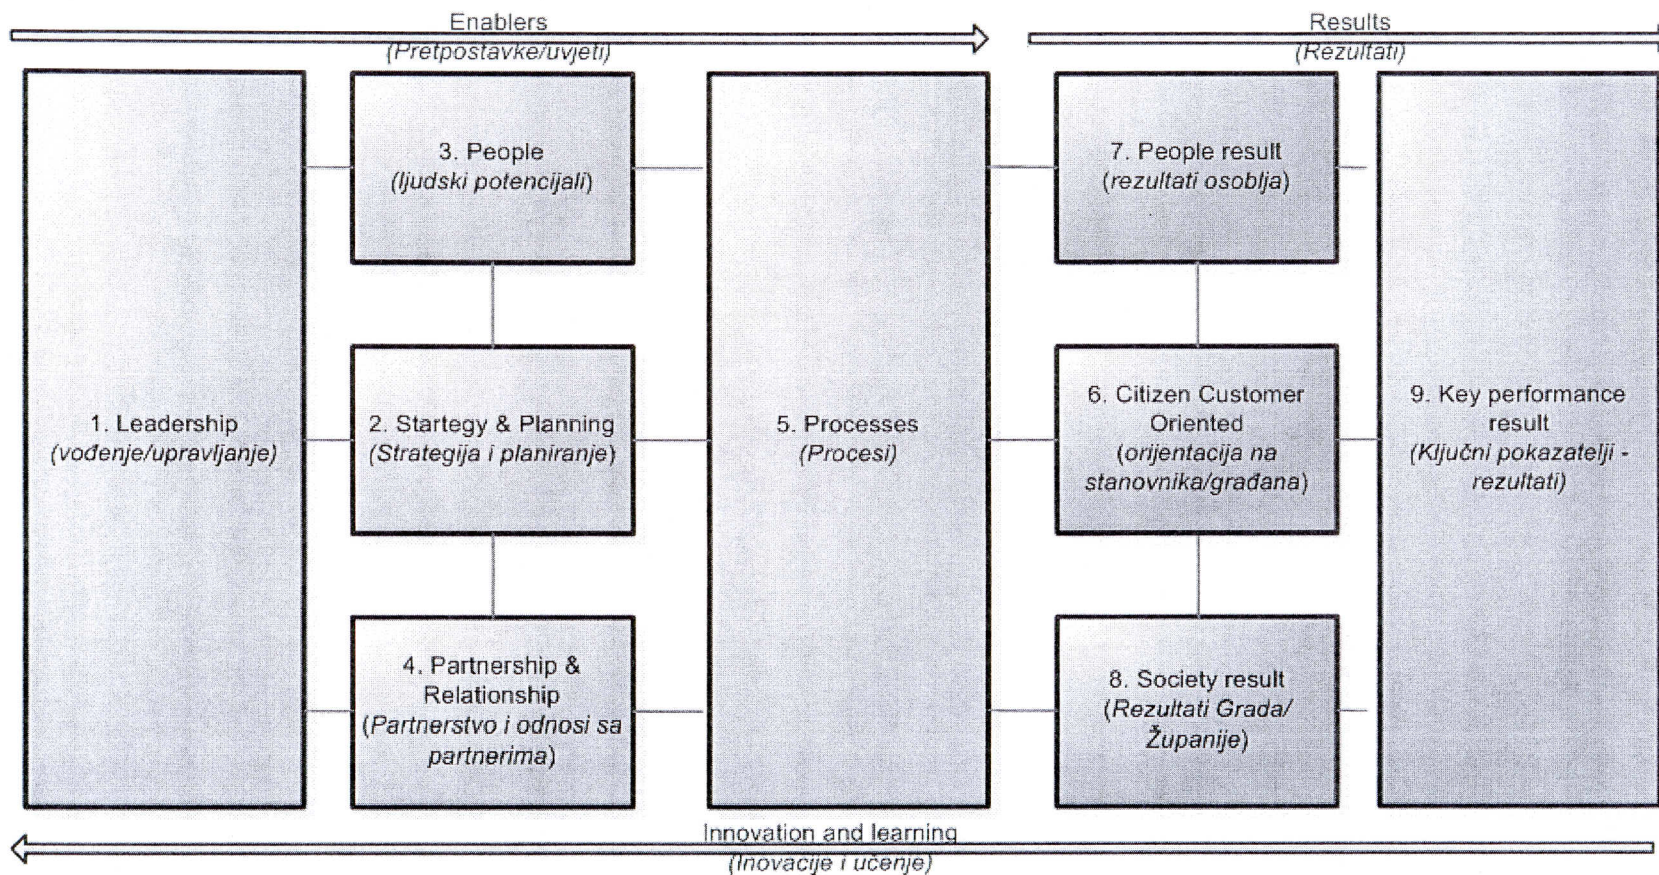 Enablers
(Pretpostavke/uvjeti)
Results
(Rezultati)
1. Leadership
(vođenje/upravljanje)
3. People
(ljudski potencijali)
2. Startegy & Planning
(Strategija i planiranje)
4. Partnership &
Relationship
(Partnerstvo i odnosi sa
partnerima)
5. Processes
(Procesi)
7. People result
(rezultati osoblja)
6. Citizen Customer
Oriented
(orijentacija na
stanovnika/građana)
8. Society result
(Rezultati Grada/
Županije)
9. Key performance
result
(Ključni pokazatelji -
rezultati)
Innovation and learning
(Inovacije i učenje)